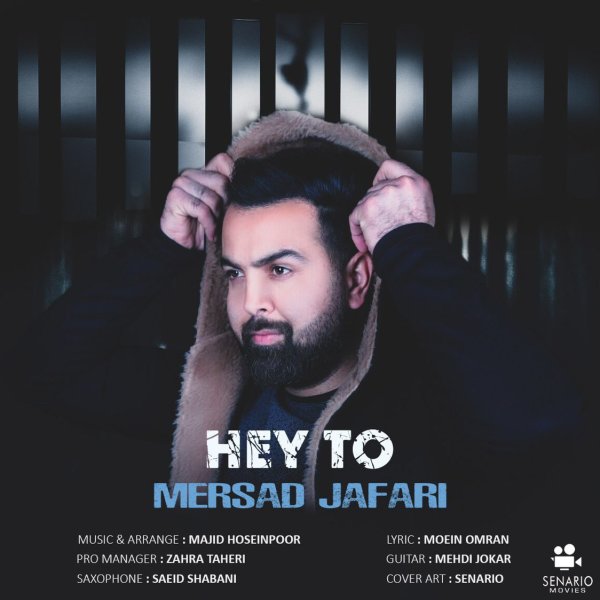 HEY TO
MERSAD JAFARI
MUSIC & ARRANGE : MAJID HOSEINPOOR
PRO MANAGER : ZAHRA TAHERI
SAXOPHONE : SAEID SHABANI
LYRIC : MOEIN OMRAN
GUITAR : MEHDI JOKAR
COVER ART : SENARIO
SENARIO
MOVIES